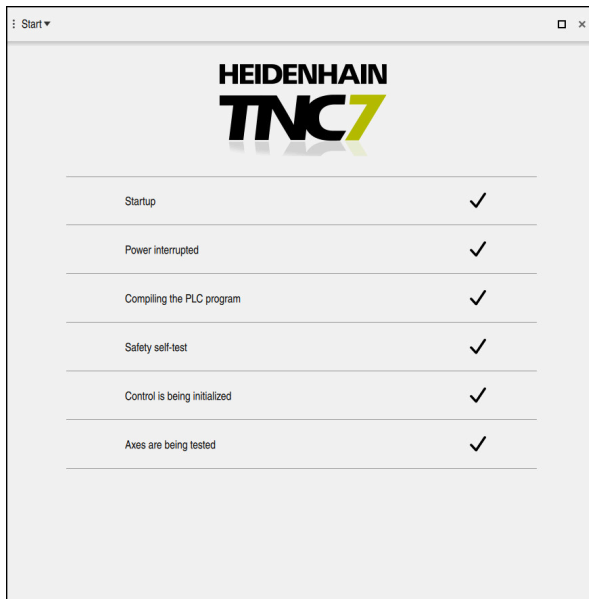 Start
HEIDENHAIN
TNC7
Startup
Power interrupted
Compiling the PLC program
Safety self-test
Control is being initialized
Axes are being tested